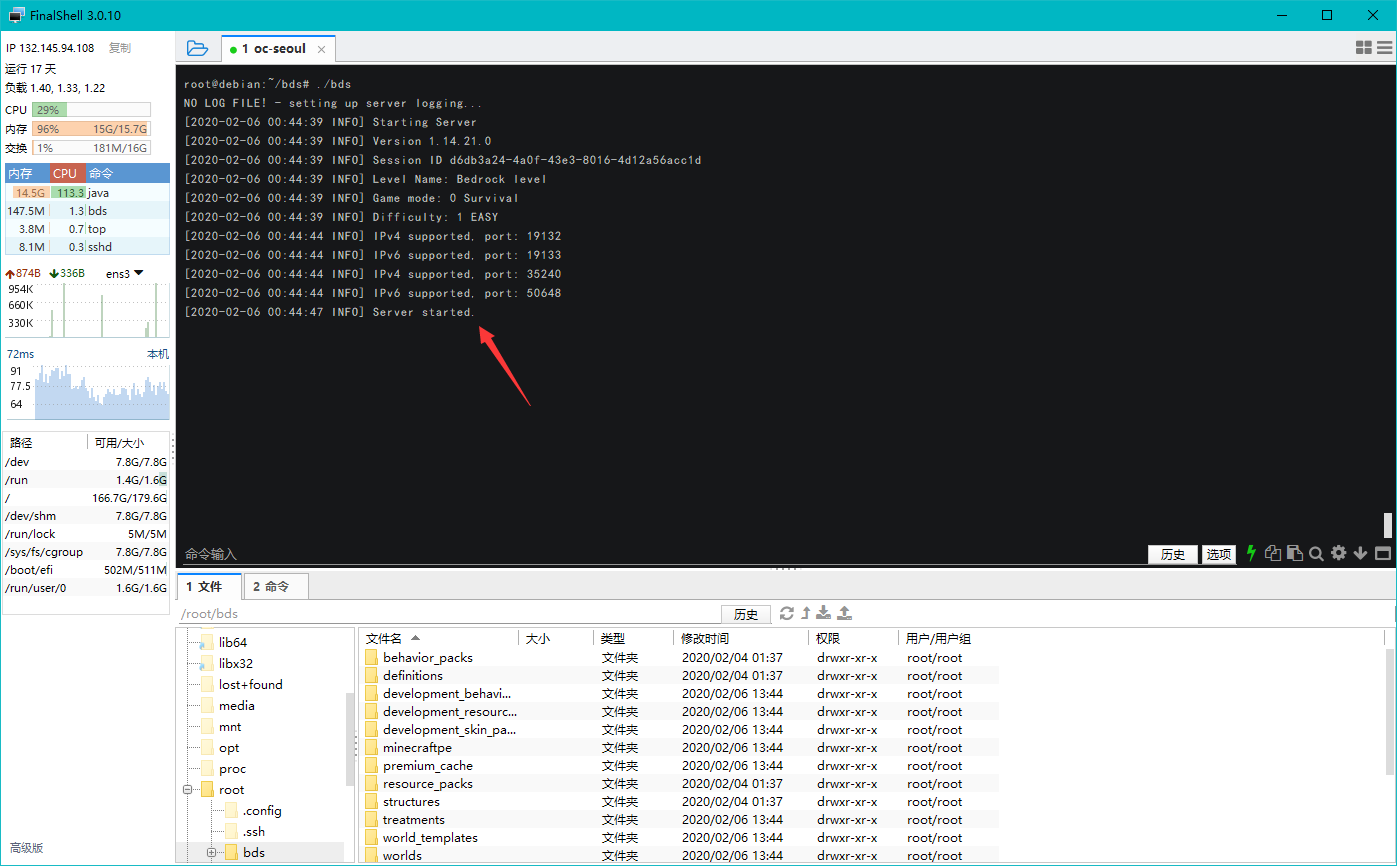 FinalShell 3.0.10
IP 132.145.94.108 复制
运行 17 天
负载 1.40, 1.33, 1.22
CPU 29%
内存 96% 15G/15.7G
交换 1% 181M/16G
内存 CPU 命令
14.5G 113.3 java
147.5M 1.3 bds
3.8M 0.7 top
8.1M 0.3 sshd
874B 336B ens3
954K
660K
330K
72ms 本机
91
77.5
64
路径 可用/大小
/dev 7.8G/7.8G
/run 1.4G/1.6G
/ 166.7G/179.6G
/dev/shm 7.8G/7.8G
/run/lock 5M/5M
/sys/fs/cgroup 7.8G/7.8G
/boot/efi 502M/511M
/run/user/0 1.6G/1.6G
高级版
1 oc-seoul
root@debian:~/bds# ./bds
NO LOG FILE! - setting up server logging...
[2020-02-06 00:44:39 INFO] Starting Server
[2020-02-06 00:44:39 INFO] Version 1.14.21.0
[2020-02-06 00:44:39 INFO] Session ID d6db3a24-4a0f-43e3-8016-4d12a56acc1d
[2020-02-06 00:44:39 INFO] Level Name: Bedrock level
[2020-02-06 00:44:39 INFO] Game mode: 0 Survival
[2020-02-06 00:44:39 INFO] Difficulty: 1 EASY
[2020-02-06 00:44:44 INFO] IPv4 supported, port: 19132
[2020-02-06 00:44:44 INFO] IPv6 supported, port: 19133
[2020-02-06 00:44:44 INFO] IPv4 supported, port: 35240
[2020-02-06 00:44:44 INFO] IPv6 supported, port: 50648
[2020-02-06 00:44:47 INFO] Server started.
命令输入 历史 选项
1 文件 2 命令
/root/bds 历史
lib64
libx32
lost+found
media
mnt
opt
proc
root
.config
.ssh
bds
文件名 大小 类型 修改时间 权限 用户/用户组
behavior_packs 文件夹 2020/02/04 01:37 drwxr-xr-x root/root
definitions 文件夹 2020/02/04 01:37 drwxr-xr-x root/root
development_behavi... 文件夹 2020/02/06 13:44 drwxr-xr-x root/root
development_resourc... 文件夹 2020/02/06 13:44 drwxr-xr-x root/root
development_skin_pa... 文件夹 2020/02/06 13:44 drwxr-xr-x root/root
minecraftpe 文件夹 2020/02/06 13:44 drwxr-xr-x root/root
premium_cache 文件夹 2020/02/06 13:44 drwxr-xr-x root/root
resource_packs 文件夹 2020/02/04 01:37 drwxr-xr-x root/root
structures 文件夹 2020/02/04 01:37 drwxr-xr-x root/root
treatments 文件夹 2020/02/06 13:44 drwxr-xr-x root/root
world_templates 文件夹 2020/02/06 13:44 drwxr-xr-x root/root
worlds 文件夹 2020/02/06 13:44 drwxr-xr-x root/root